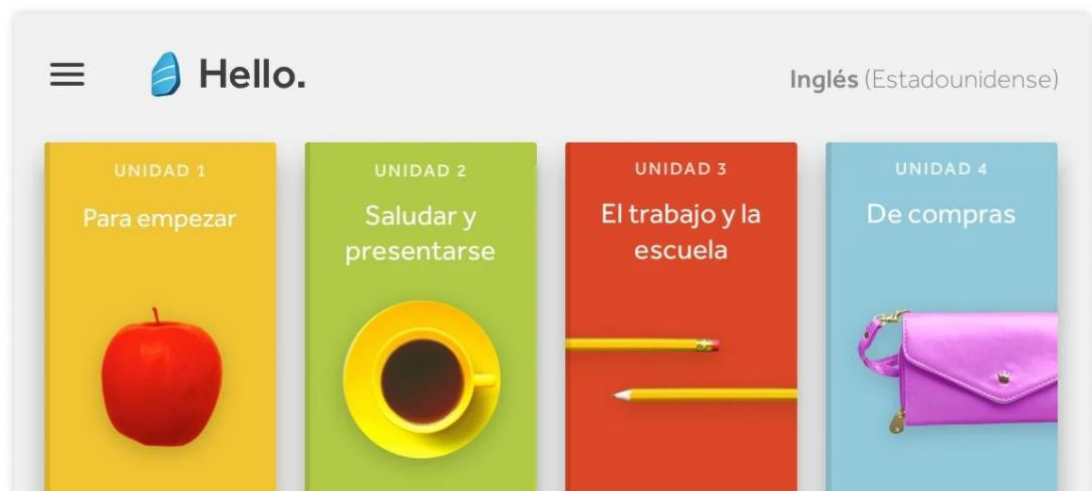 Hello.
Inglés (Estadounidense)
UNIDAD 1
Para empezar
UNIDAD 2
Saludar y
presentarse
UNIDAD 3
El trabajo y la
escuela
UNIDAD 4
De compras